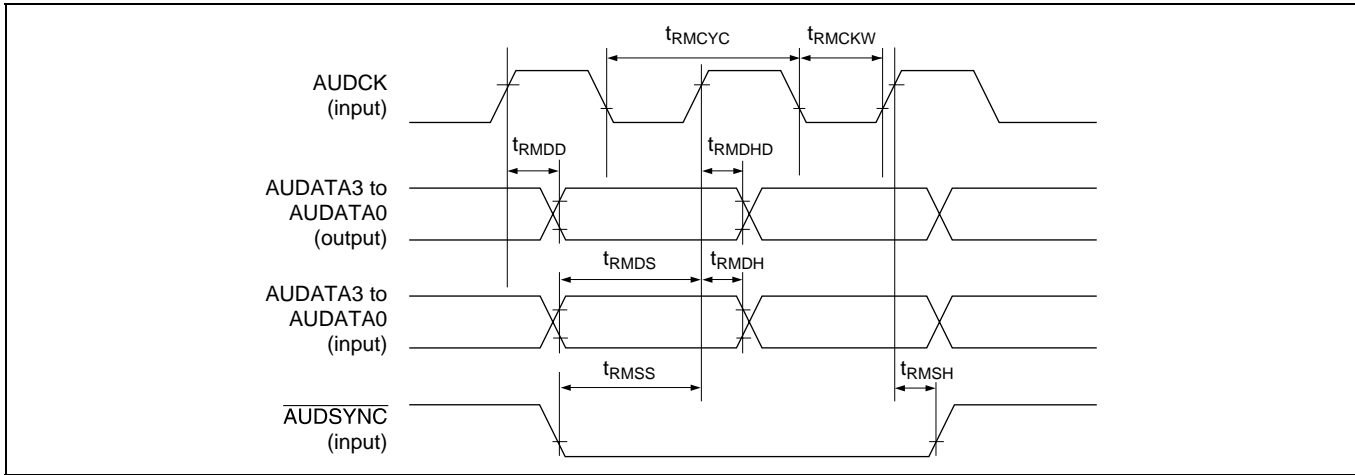 tRMCYC
tRMCKW
AUDCK
(input)
tRMDD
tRMDHD
AUDATA3 to
AUDATA0
(output)
tRMDS
tRMDH
AUDATA3 to
AUDATA0
(input)
tRMSS
tRMSH
AUDSYNC
(input)